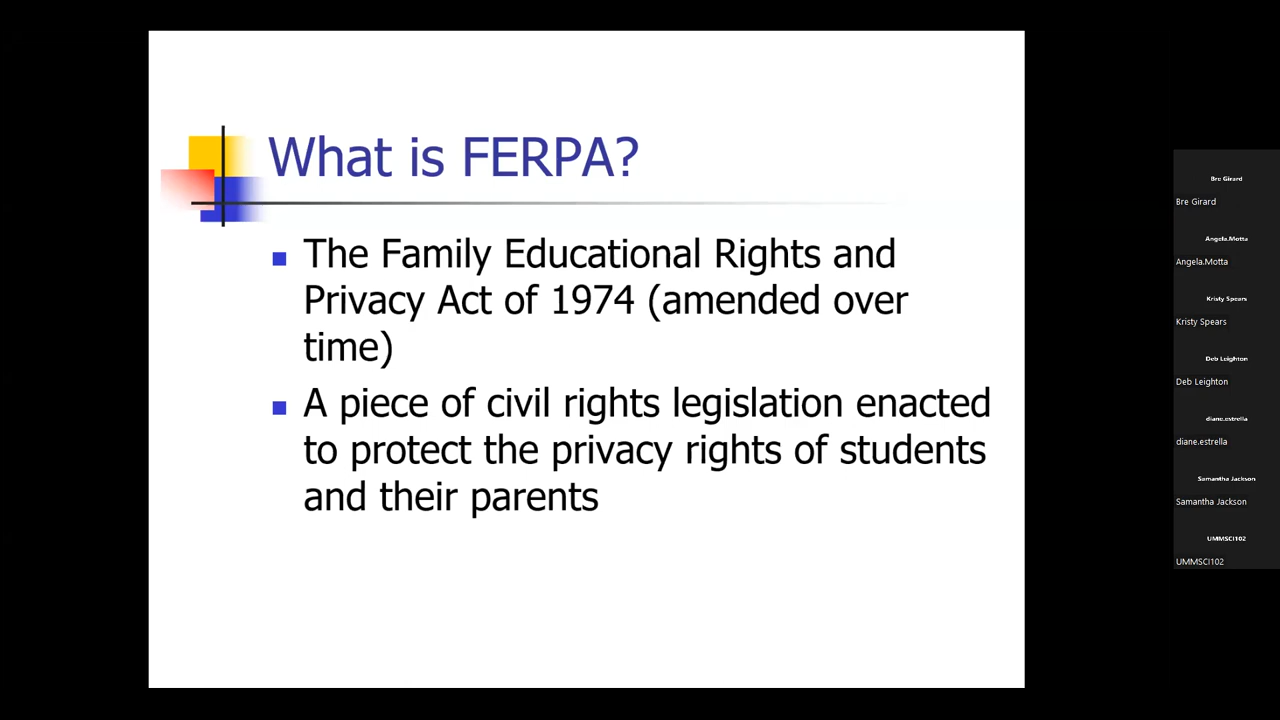 What is FERPA?
The Family Educational Rights and
Privacy Act of 1974 (amended over
time)
A piece of civil rights legislation enacted
to protect the privacy rights of students
and their parents
Bre Girard
Bre Girard
Angela.Motta
Angela.Motta
Kristy Spears
Kristy Spears
Deb Leighton
Deb Leighton
diane.estrella
diane.estrella
Samantha Jackson
Samantha Jackson
UMMSCI102
UMMSCI102